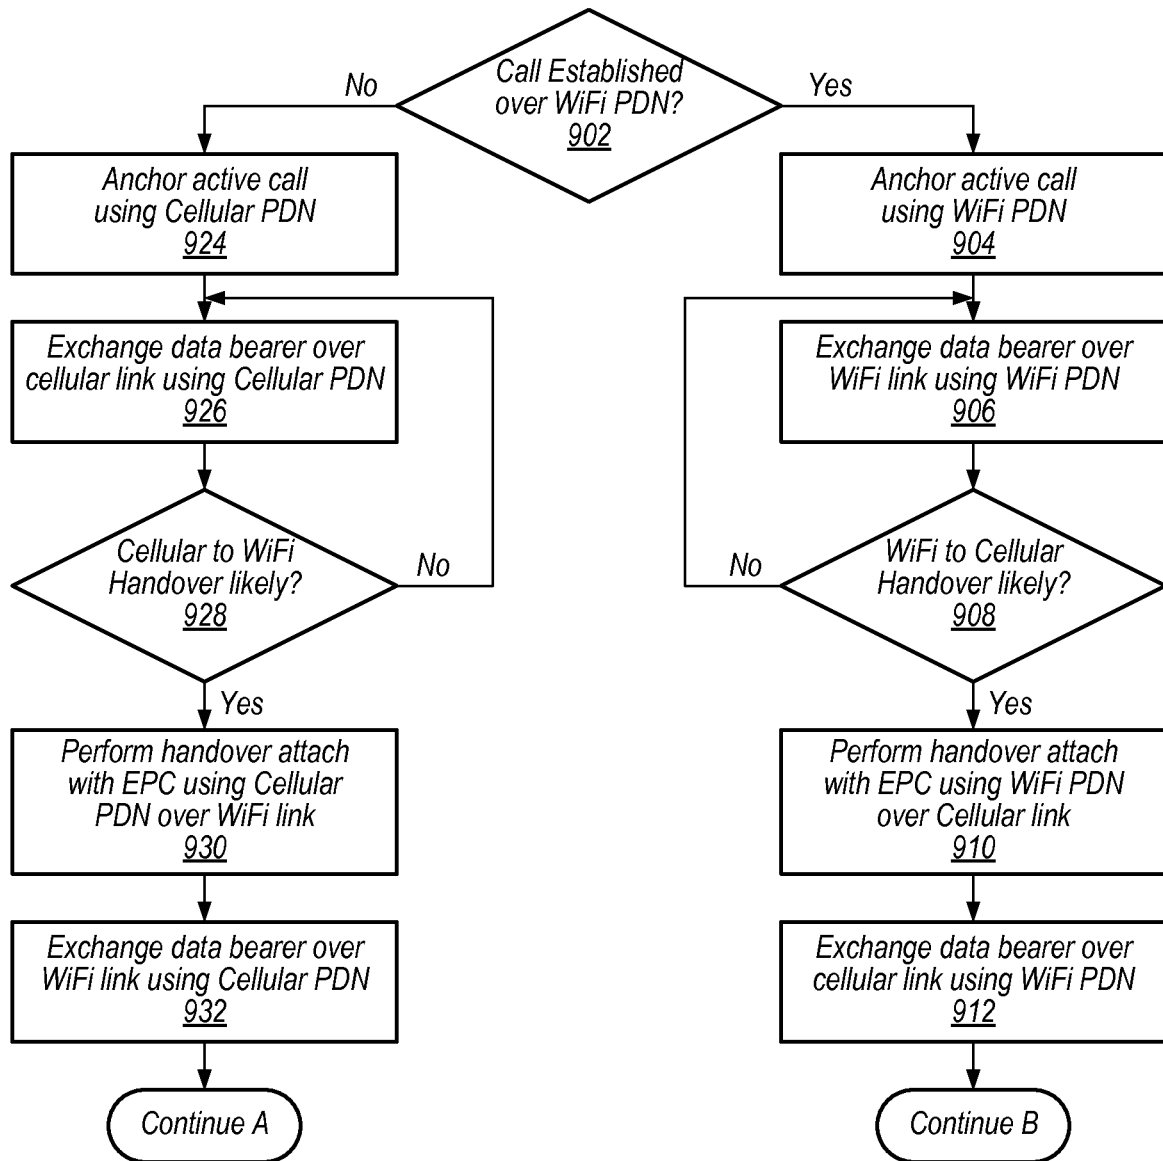 Call Established
over WiFi PDN?
902
No
Yes
Anchor active call
using Cellular PDN
924
Anchor active call
using WiFi PDN
904
Exchange data bearer over
cellular link using Cellular PDN
926
Exchange data bearer over
WiFi link using WiFi PDN
906
Cellular to WiFi
Handover likely?
928
No
WiFi to Cellular
Handover likely?
908
No
Yes
Yes
Perform handover attach
with EPC using Cellular
PDN over WiFi link
930
Perform handover attach
with EPC using WiFi PDN
over Cellular link
910
Exchange data bearer over
WiFi link using Cellular PDN
932
Exchange data bearer over
cellular link using WiFi PDN
912
Continue A
Continue B